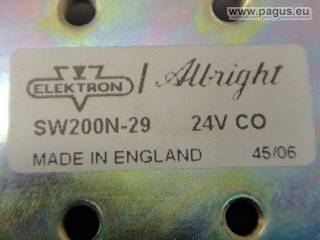 © www.pagus.eu
ELEKTRON / Albright
SW200N-29 24V CO
MADE IN ENGLAND 45/06